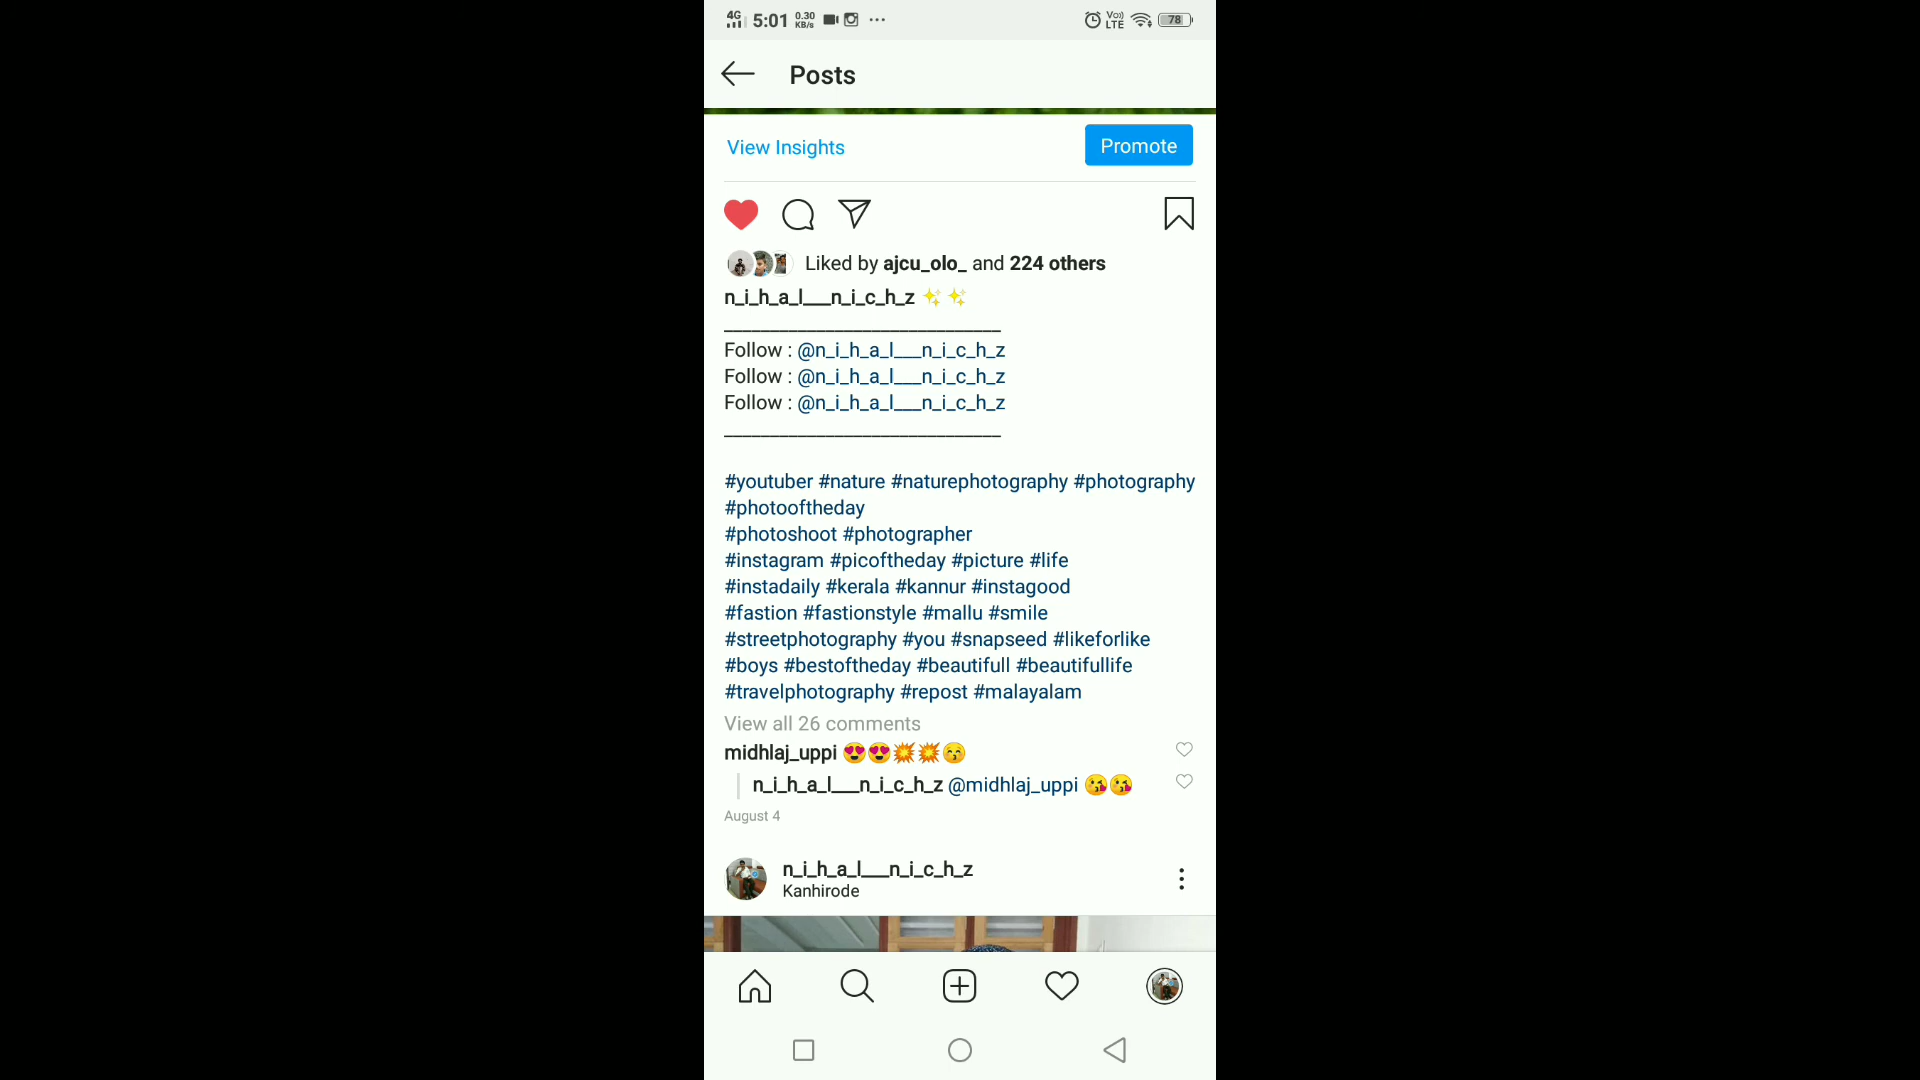 4G 5:01 0.30 KB/s ... Vo) LTE 78
Posts
View Insights Promote
Liked by ajcu_olo_ and 224 others
n_i_h_a_l___n_i_c_h_z ✨✨
______________________________
Follow : @n_i_h_a_l___n_i_c_h_z
Follow : @n_i_h_a_l___n_i_c_h_z
Follow : @n_i_h_a_l___n_i_c_h_z
______________________________
#youtuber #nature #naturephotography #photography
#photooftheday
#photoshoot #photographer
#instagram #picoftheday #picture #life
#instadaily #kerala #kannur #instagood
#fastion #fastionstyle #mallu #smile
#streetphotography #you #snapseed #likeforlike
#boys #bestoftheday #beautifull #beautifullife
#travelphotography #repost #malayalam
View all 26 comments
midhlaj_uppi 😍😍💥💥😙
n_i_h_a_l___n_i_c_h_z @midhlaj_uppi 😘😘
August 4
n_i_h_a_l___n_i_c_h_z
Kanhirode